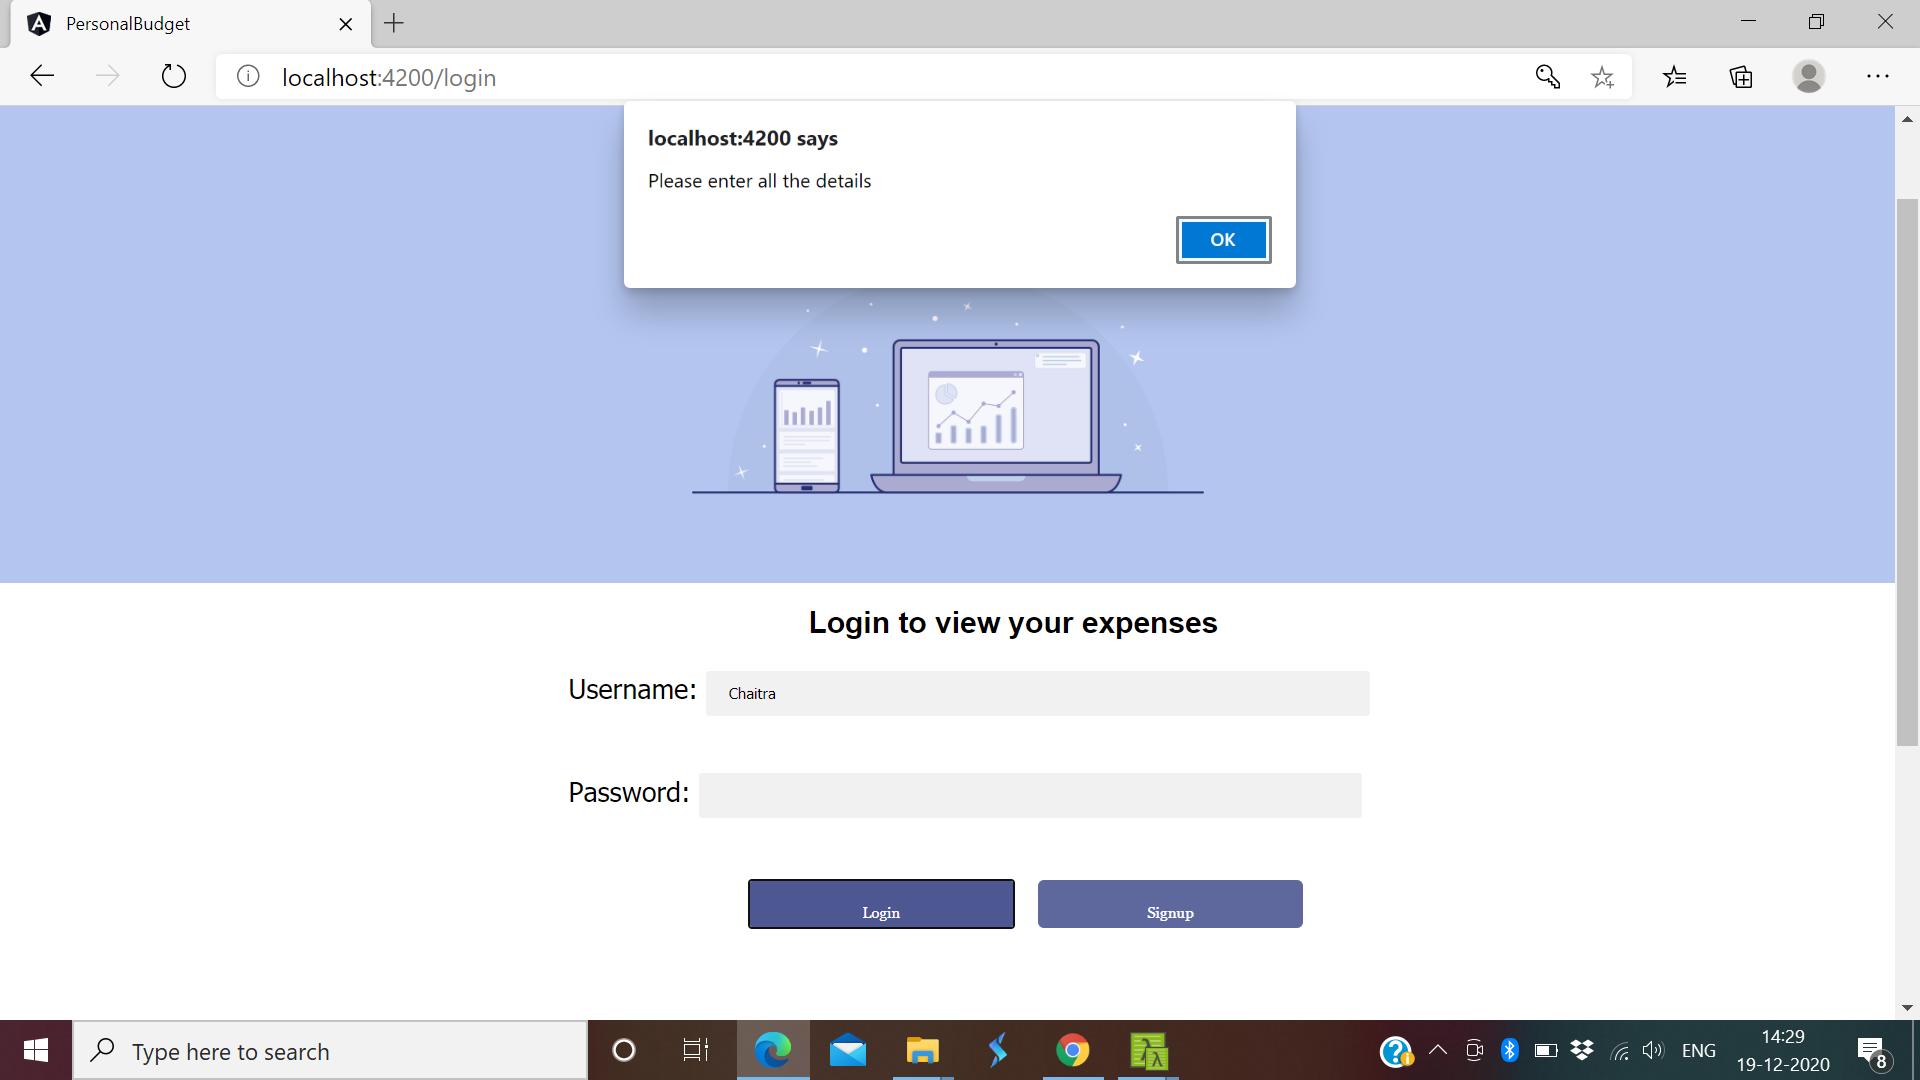 PersonalBudget
localhost:4200/login
localhost:4200 says
Please enter all the details
OK
Login to view your expenses
Username: Chaitra
Password:
Login Signup
Type here to search
ENG
14:29
19-12-2020
8